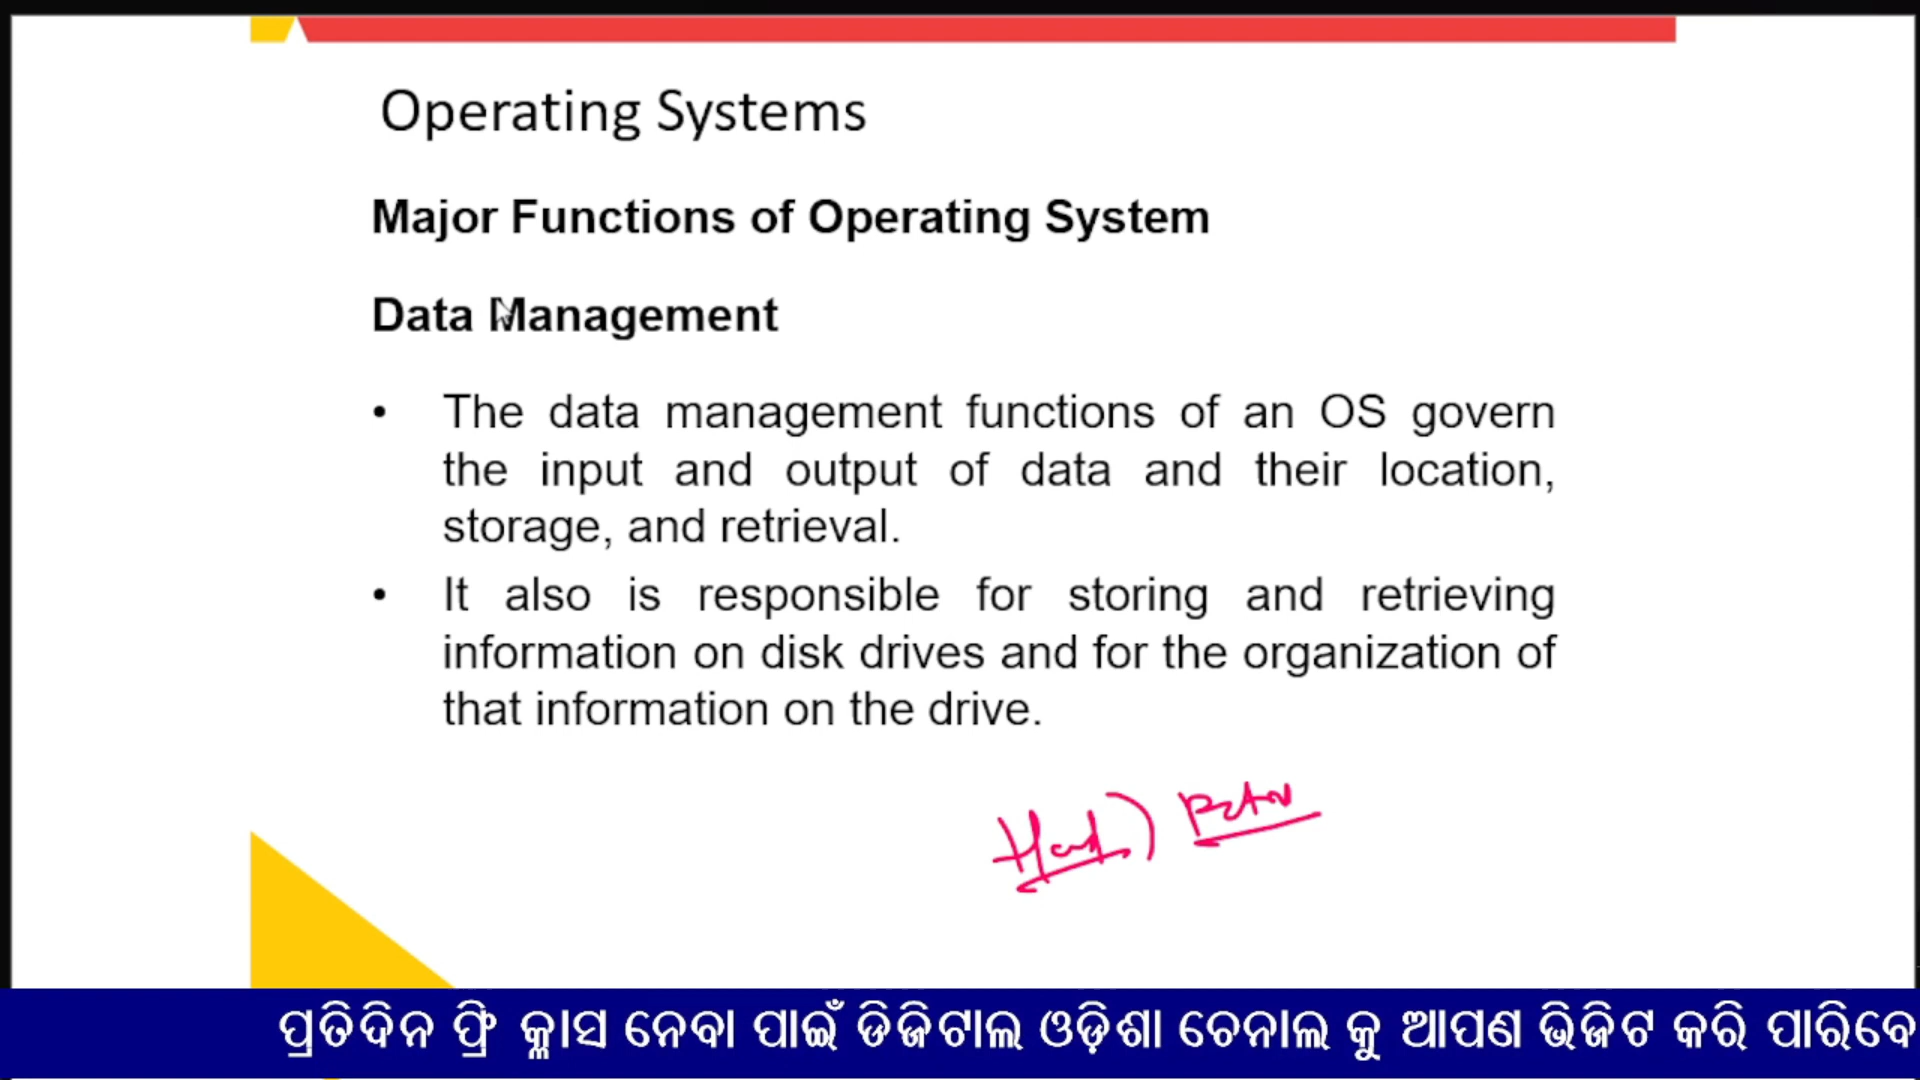 Operating Systems
Major Functions of Operating System
Data Management
• The data management functions of an OS govern
the input and output of data and their location,
storage, and retrieval.
• It also is responsible for storing and retrieving
information on disk drives and for the organization of
that information on the drive.
ପ୍ରତିଦିନ ଫ୍ରି କ୍ଲାସ ନେବା ପାଇଁ ଡିଜିଟାଲ ଓଡ଼ିଶା ଚେନାଲ କୁ ଆପଣ ଭିଜିଟ କରି ପାରିବେ